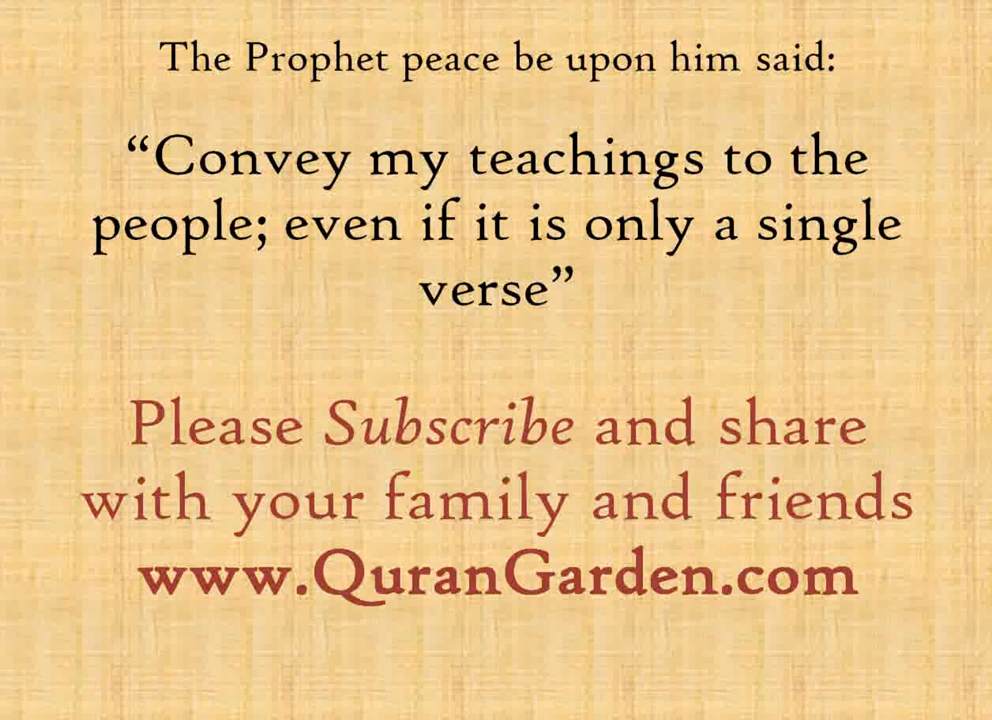 The Prophet peace be upon him said:
“Convey my teachings to the
people; even if it is only a single
verse”
Please Subscribe and share
with your family and friends
www.QuranGarden.com